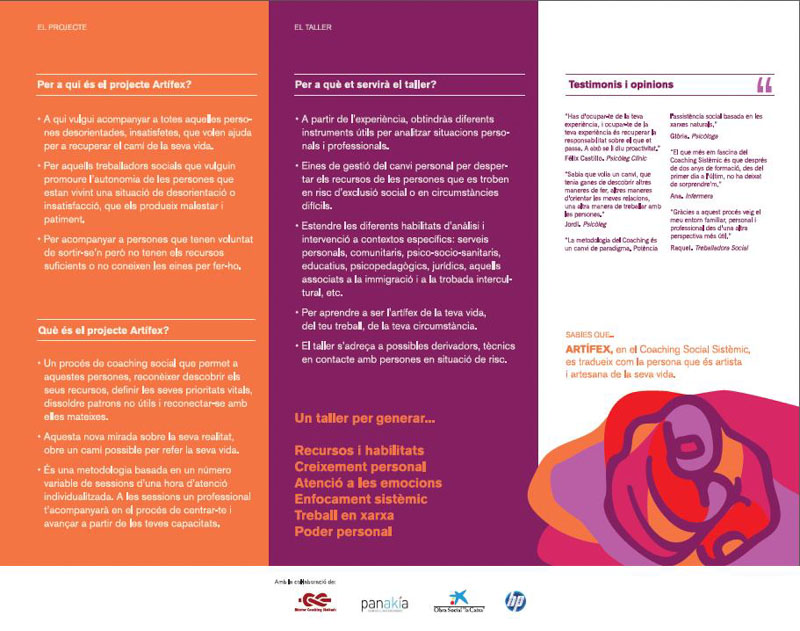 EL PROJECTE
Per a qui és el projecte Artífex?
• A qui vulgui acompanyar a totes aquelles perso-
nes desorientades, insatisfetes, que volen ajuda
per a recuperar el camí de la seva vida.
• Per aquells treballadors socials que vulguin
promoure l'autonomia de les persones que
estan vivint una situació de desorientació o
insatisfacció, que els produeix malestar i
patiment.
• Per acompanyar a persones que tenen voluntat
de sortir-se'n però no tenen els recursos
suficients o no coneixen les eines per fer-ho.
Què és el projecte Artífex?
• Un procés de coaching social que permet a
aquestes persones, reconèixer descobrir els
seus recursos, definir les seves prioritats vitals,
dissoldre patrons no útils i reconectar-se amb
elles mateixes.
• Aquesta nova mirada sobre la seva realitat,
obre un camí possible per refer la seva vida.
• És una metodologia basada en un número
variable de sessions d'una hora d'atenció
individualitzada. A les sessions un professional
t'acompanyarà en el procés de centrar-te i
avançar a partir de les teves capacitats.
EL TALLER
Per a què et servirà el taller?
• A partir de l'experiència, obtindràs diferents
instruments útils per analitzar situacions perso-
nals i professionals.
• Eines de gestió del canvi personal per desper-
tar els recursos de les persones que es troben
en risc d'exclusió social o en circumstàncies
difícils.
• Estendre les diferents habilitats d'anàlisi i
intervenció a contextos específics: serveis
personals, comunitaris, psico-socio-sanitaris,
educatius, psicopedagògics, jurídics, aquells
associats a la immigració i a la trobada intercul-
tural, etc.
• Per aprendre a ser l'artífex de la teva vida,
del teu treball, de la teva circumstància.
• El taller s'adreça a possibles derivadors, tècnics
en contacte amb persones en situació de risc.
Un taller per generar...
Recursos i habilitats
Creixement personal
Atenció a les emocions
Enfocament sistèmic
Treball en xarxa
Poder personal
Testimonis i opinions
"Has d'ocupar-te de la teva
experiència, i ocupar-te de la
teva experiència és recuperar la
responsabilitat sobre el que et
passa. A això se li diu proactivitat."
Fèlix Castillo. Psicòleg Clínic
"Sabia que volia un canvi, que
tenia ganes de descobrir altres
maneres de fer, altres maneres
d'orientar les meves relacions,
una altra manera de treballar amb
les persones."
Jordi. Psicòleg
"La metodologia del Coaching és
un canvi de paradigma. Potència
l'assistència social basada en les
xarxes naturals."
Glòria. Psicòloga
"El que més em fascina del
Coaching Sistèmic és que després
de dos anys de formació, des del
primer dia a l'últim, no ha deixat
de sorprendre'm."
Ana. Infermera
"Gràcies a aquest procés veig el
meu entorn familiar, personal i
professional des d'una altra
perspectiva més útil."
Raquel. Treballadora Social
SABIES QUE...
ARTÍFEX, en el Coaching Social Sistèmic,
es tradueix com la persona que és artista
i artesana de la seva vida.
Amb la col·laboració de:
panakía
Obra Social "la Caixa"
hp